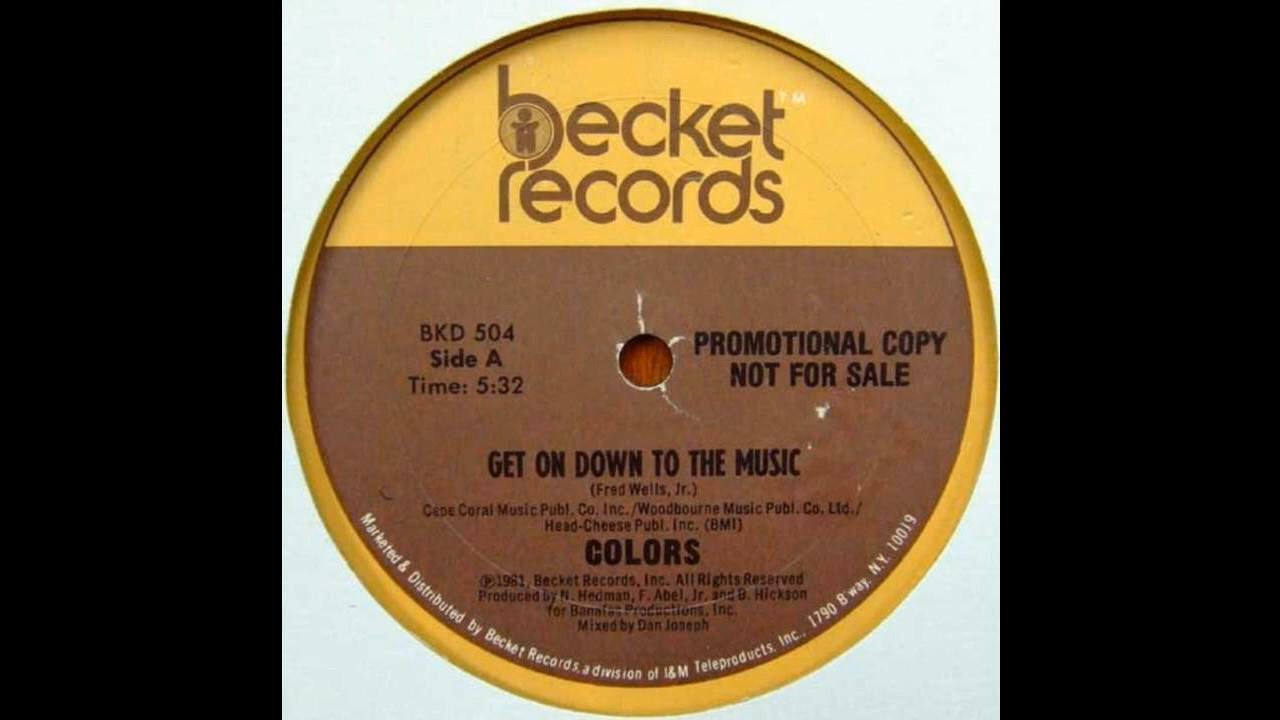 becket TM
records
BKD 504
Side A
Time: 5:32
PROMOTIONAL COPY
NOT FOR SALE
GET ON DOWN TO THE MUSIC
(Fred Wells, Jr.)
Cape Coral Music Publ. Co. Inc./Woodbourne Music Publ. Co. Ltd./
Head-Cheese Publ. Inc. (BMI)
COLORS
℗1981, Becket Records, Inc. All Rights Reserved
Produced by N. Hedman, F. Abel, Jr. and B. Hickson
for Productions, Inc.
Mixed by Dan Joseph
Marketed & Distributed by Becket Records, a division of I&M Teleproducts, Inc., 1790 B'way, N.Y. 10019